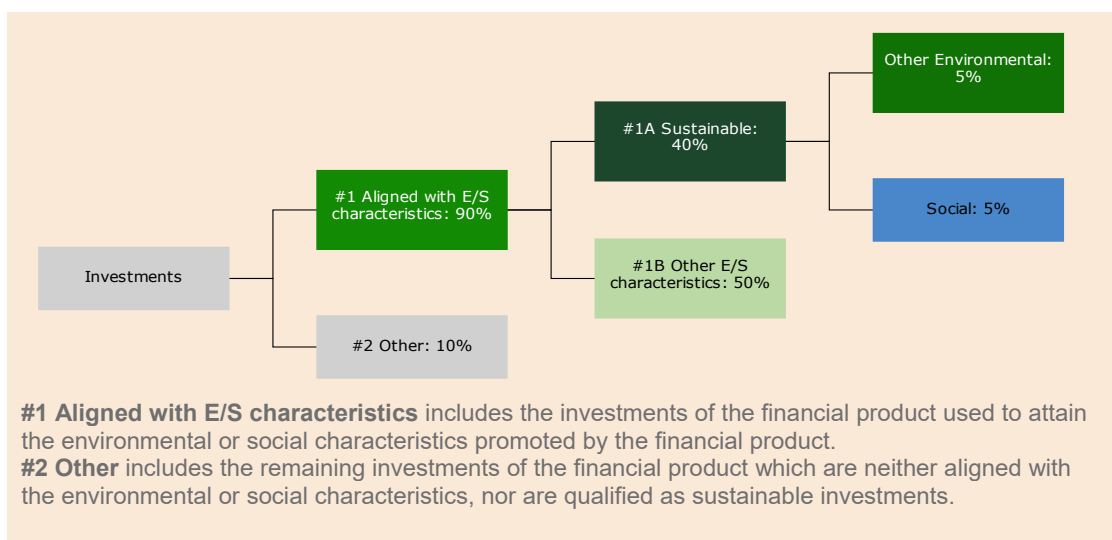 Other Environmental:
5%
#1A Sustainable:
40%
#1 Aligned with E/S
characteristics: 90%
Social: 5%
Investments
#1B Other E/S
characteristics: 50%
#2 Other: 10%
#1 Aligned with E/S characteristics includes the investments of the financial product used to attain
the environmental or social characteristics promoted by the financial product.
#2 Other includes the remaining investments of the financial product which are neither aligned with
the environmental or social characteristics, nor are qualified as sustainable investments.